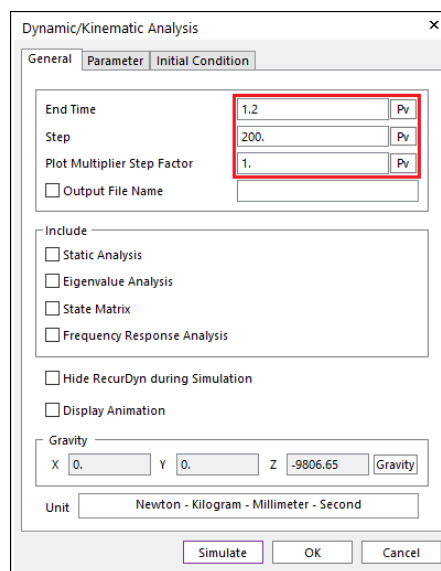 Dynamic/Kinematic Analysis ×
General Parameter Initial Condition
End Time 1.2 Pv
Step 200. Pv
Plot Multiplier Step Factor 1. Pv
Output File Name
Include
Static Analysis
Eigenvalue Analysis
State Matrix
Frequency Response Analysis
Hide RecurDyn during Simulation
Display Animation
Gravity
X 0. Y 0. Z -9806.65 Gravity
Unit Newton - Kilogram - Millimeter - Second
Simulate OK Cancel